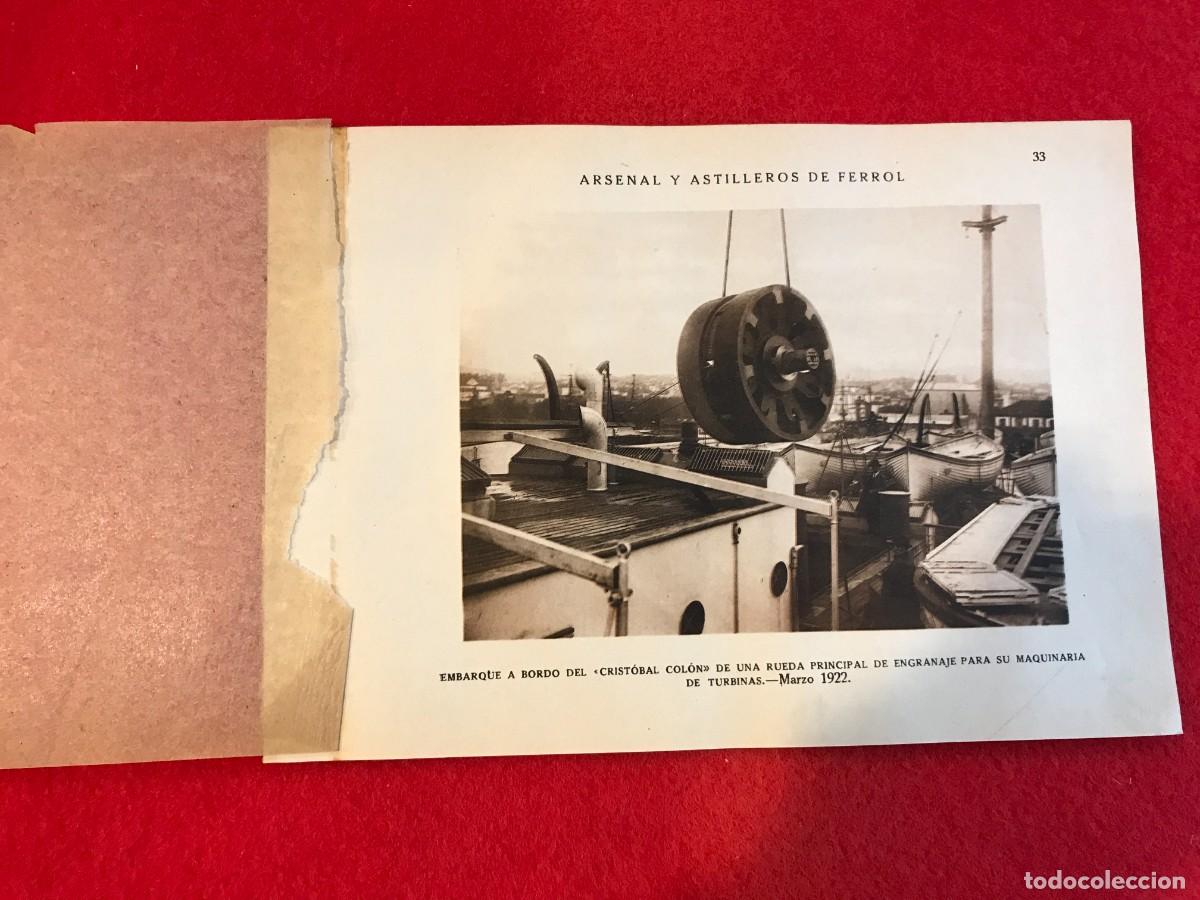 33
ARSENAL Y ASTILLEROS DE FERROL
EMBARQUE A BORDO DEL «CRISTÓBAL COLÓN» DE UNA RUEDA PRINCIPAL DE ENGRANAJE PARA SU MAQUINARIA
DE TURBINAS.—Marzo 1922.
todocoleccion